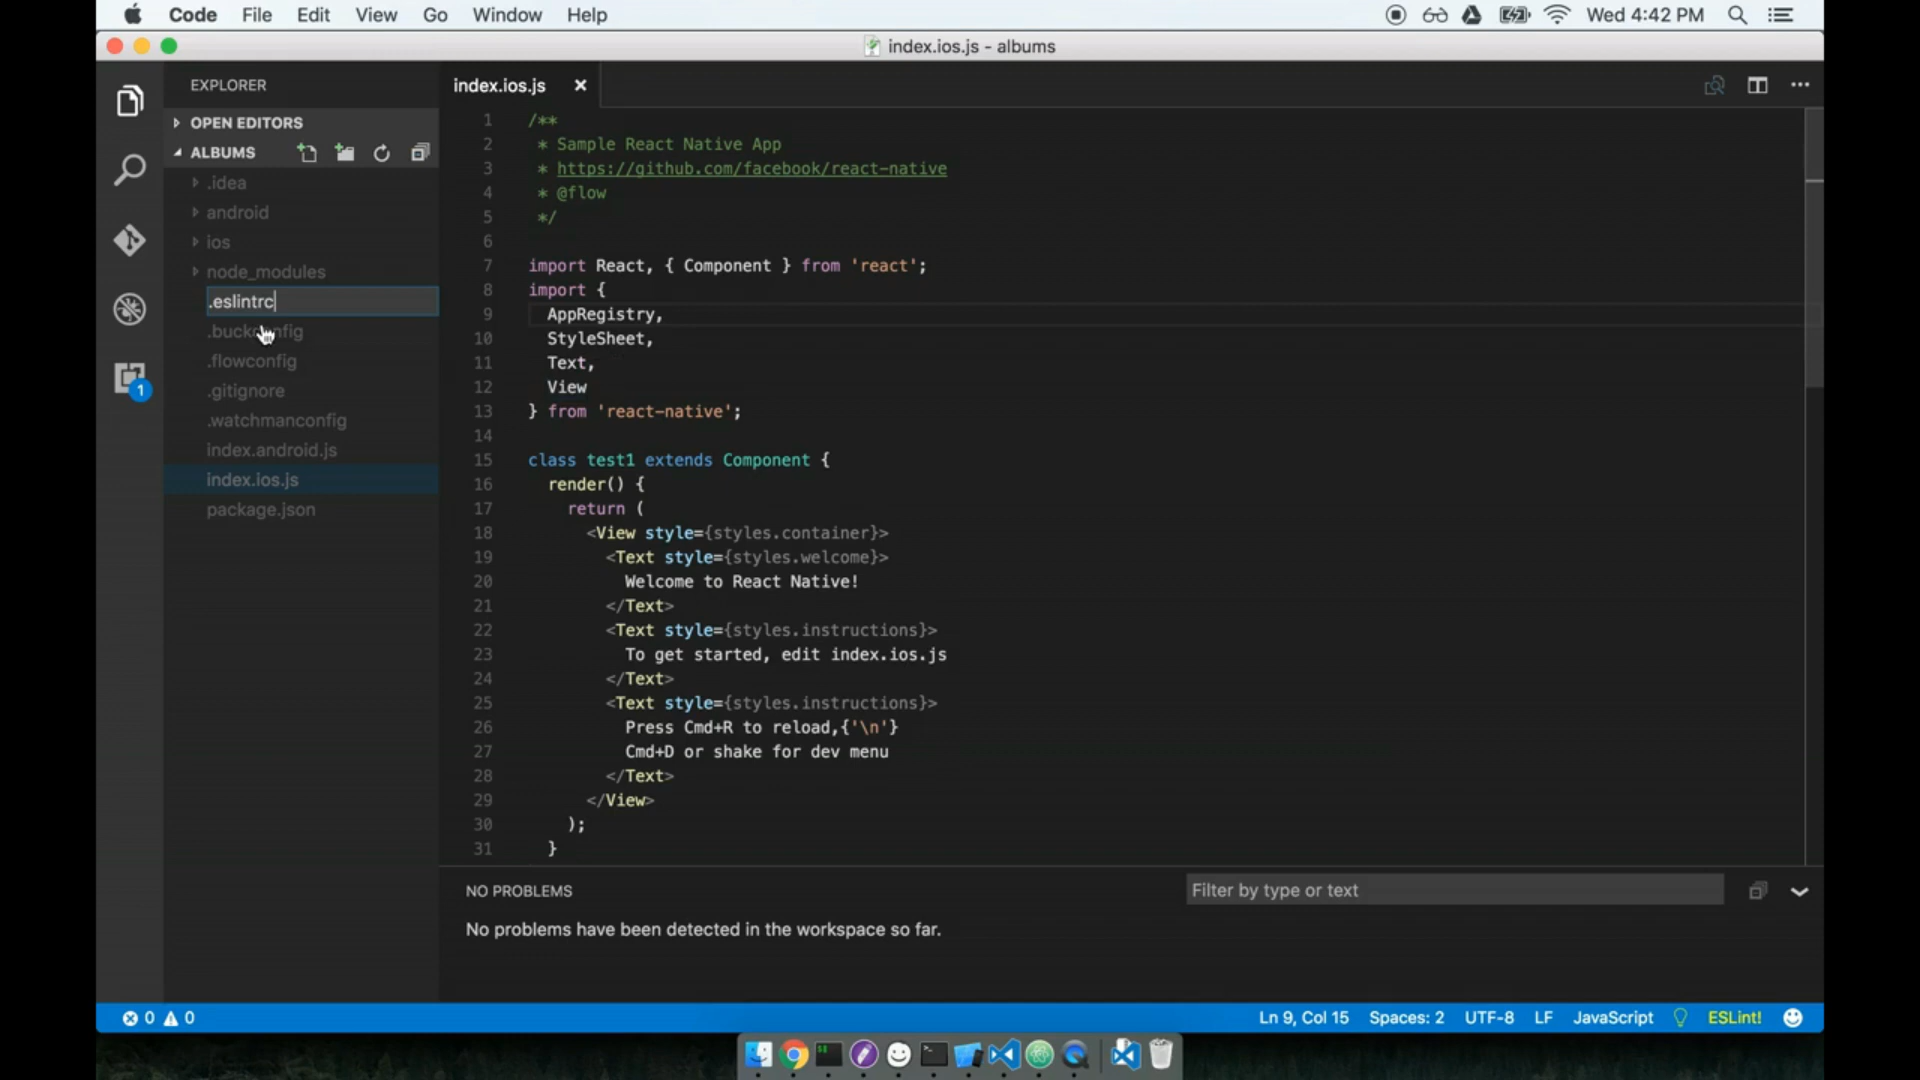 Code File Edit View Go Window Help Wed 4:42 PM
index.ios.js - albums
EXPLORER
OPEN EDITORS
ALBUMS
.idea
android
ios
node_modules
.eslintrc
.buckconfig
.flowconfig
.gitignore
.watchmanconfig
index.android.js
index.ios.js
package.json
1
index.ios.js
1 /**
2 * Sample React Native App
3 * https://github.com/facebook/react-native
4 * @flow
5 */
6
7 import React, { Component } from 'react';
8 import {
9 AppRegistry,
10 StyleSheet,
11 Text,
12 View
13 } from 'react-native';
14
15 class test1 extends Component {
16 render() {
17 return (
18 <View style={styles.container}>
19 <Text style={styles.welcome}>
20 Welcome to React Native!
21 </Text>
22 <Text style={styles.instructions}>
23 To get started, edit index.ios.js
24 </Text>
25 <Text style={styles.instructions}>
26 Press Cmd+R to reload,{'\n'}
27 Cmd+D or shake for dev menu
28 </Text>
29 </View>
30 );
31 }
NO PROBLEMS Filter by type or text
No problems have been detected in the workspace so far.
0 0 Ln 9, Col 15 Spaces: 2 UTF-8 LF JavaScript ESLint!